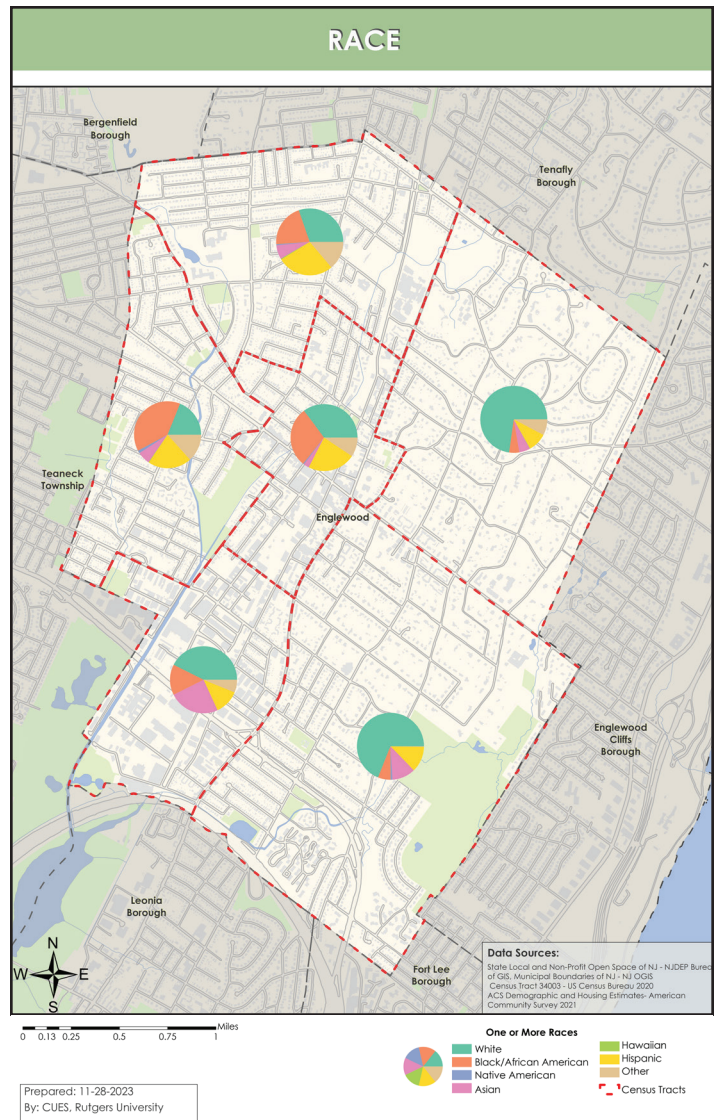 RACE
Bergenfield
Borough
Tenafly
Borough
Teaneck
Township
Englewood
Englewood
Cliffs
Borough
Leonia
Borough
Fort Lee
Borough
N
W E
S
Data Sources:
State Local and Non-Profit Open Space of NJ - NJDEP Bureo
of GIS, Municipal Boundaries of NJ - NJ OGIS
Census Tract 34003 - US Census Bureau 2020
ACS Demographic and Housing Estimates- American
Community Survey 2021
Miles
0 0.13 0.25 0.5 0.75 1
One or More Races
White
Black/African American
Native American
Asian
Hawaiian
Hispanic
Other
Census Tracts
Prepared: 11-28-2023
By: CUES, Rutgers University